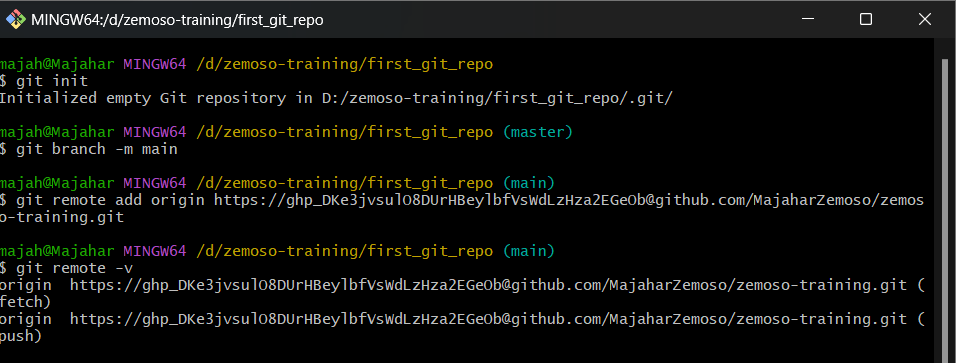 MINGW64:/d/zemoso-training/first_git_repo
majah@Majahar MINGW64 /d/zemoso-training/first_git_repo
$ git init
Initialized empty Git repository in D:/zemoso-training/first_git_repo/.git/
majah@Majahar MINGW64 /d/zemoso-training/first_git_repo (master)
$ git branch -m main
majah@Majahar MINGW64 /d/zemoso-training/first_git_repo (main)
$ git remote add origin https://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@github.com/MajaharZemoso/zemos
o-training.git
majah@Majahar MINGW64 /d/zemoso-training/first_git_repo (main)
$ git remote -v
origin  https://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@github.com/MajaharZemoso/zemoso-training.git (
fetch)
origin  https://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@github.com/MajaharZemoso/zemoso-training.git (
push)